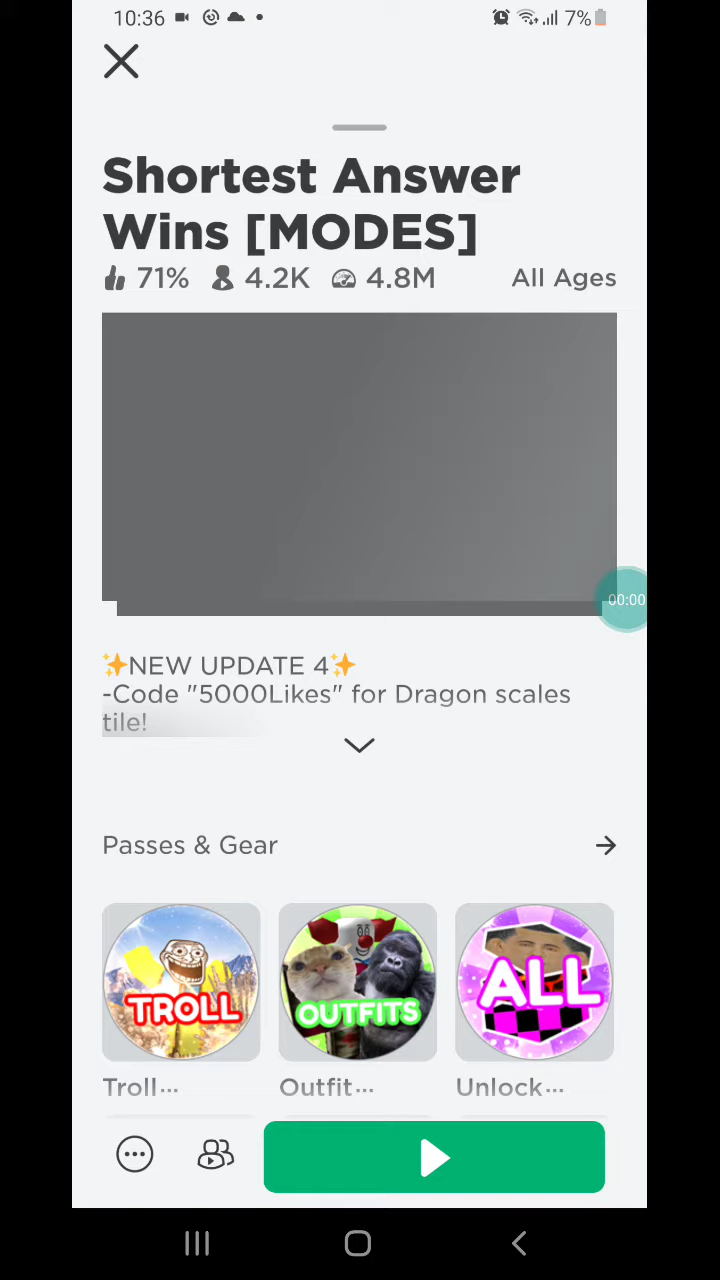 10:36 7%
Shortest Answer
Wins [MODES]
71% 4.2K 4.8M All Ages
00:00
✨NEW UPDATE 4✨
-Code "5000Likes" for Dragon scales
tile!
Passes & Gear
TROLL OUTFITS ALL
Troll... Outfit... Unlock...